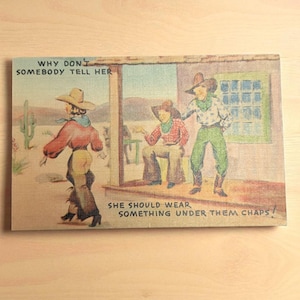 WHY DON'T
SOMEBODY TELL HER
SHE SHOULD WEAR
SOMETHING UNDER THEM CHAPS!